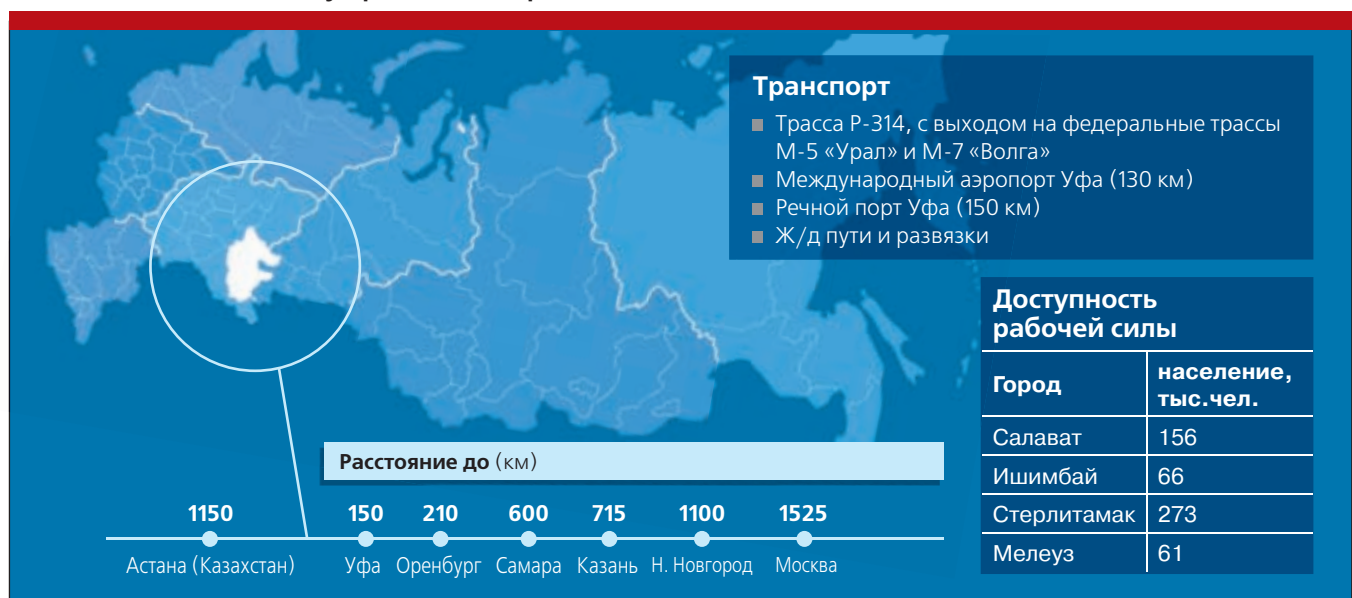 Транспорт
Трасса Р-314, с выходом на федеральные трассы
М-5 «Урал» и М-7 «Волга»
Международный аэропорт Уфа (130 км)
Речной порт Уфа (150 км)
Ж/д пути и развязки
Доступность
рабочей силы
Город
население,
тыс.чел.
Салават 156
Ишимбай 66
Стерлитамак 273
Мелеуз 61
Расстояние до (км)
1150 150 210 600 715 1100 1525
Астана (Казахстан) Уфа Оренбург Самара Казань Н. Новгород Москва